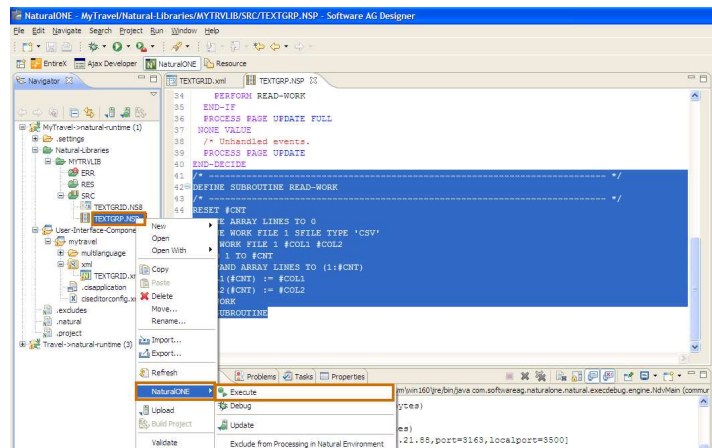 NaturalONE - MyTravel/Natural-Libraries/MYTRVLIB/SRC/TEXTGRP.NSP - Software AG Designer
File Edit Navigate Search Project Run Window Help
EntireX Ajax Developer NaturalONE Resource
Navigator
TEXTGRID.xml TEXTGRP.NSP
MyTravel->natural-runtime (1)
.settings
Natural-Libraries
MYTRVLIB
ERR
RES
SRC
TEXTGRID.NS8
TEXTGRP.NSP
User-Interface-Compone
mytravel
multilanguage
xml
TEXTGRID.x
.cisapplication
ciseditorconfig.x
.excludes
.natural
.project
Travel->natural-runtime (3)
34 PERFORM READ-WORK
35 END-IF
36 PROCESS PAGE UPDATE FULL
37 NONE VALUE
38 /* Unhandled events.
39 PROCESS PAGE UPDATE
40 END-DECIDE
41 /* ---------------------------------------------------------------- */
42 DEFINE SUBROUTINE READ-WORK
43 /* ---------------------------------------------------------------- */
44 RESET #CNT
E ARRAY LINES TO 0
E WORK FILE 1 SFILE TYPE 'CSV'
WORK FILE 1 #COL1 #COL2
1 TO #CNT
AND ARRAY LINES TO (1:#CNT)
1(#CNT) := #COL1
2(#CNT) := #COL2
ORK
SUBROUTINE
New
Open
Open With
Copy
Paste
Delete
Move...
Rename...
Import...
Export...
Refresh
NaturalONE
Upload
Build Project
Validate
Execute
Debug
Update
Exclude from Processing in Natural Environment
Problems Tasks Properties
m\win160\jre/bin/java com.softwareag.naturalone.natural.execdebug.engine.NdvMain (commur
ytes)
es)
.21.88,port=3163,localport=3500]